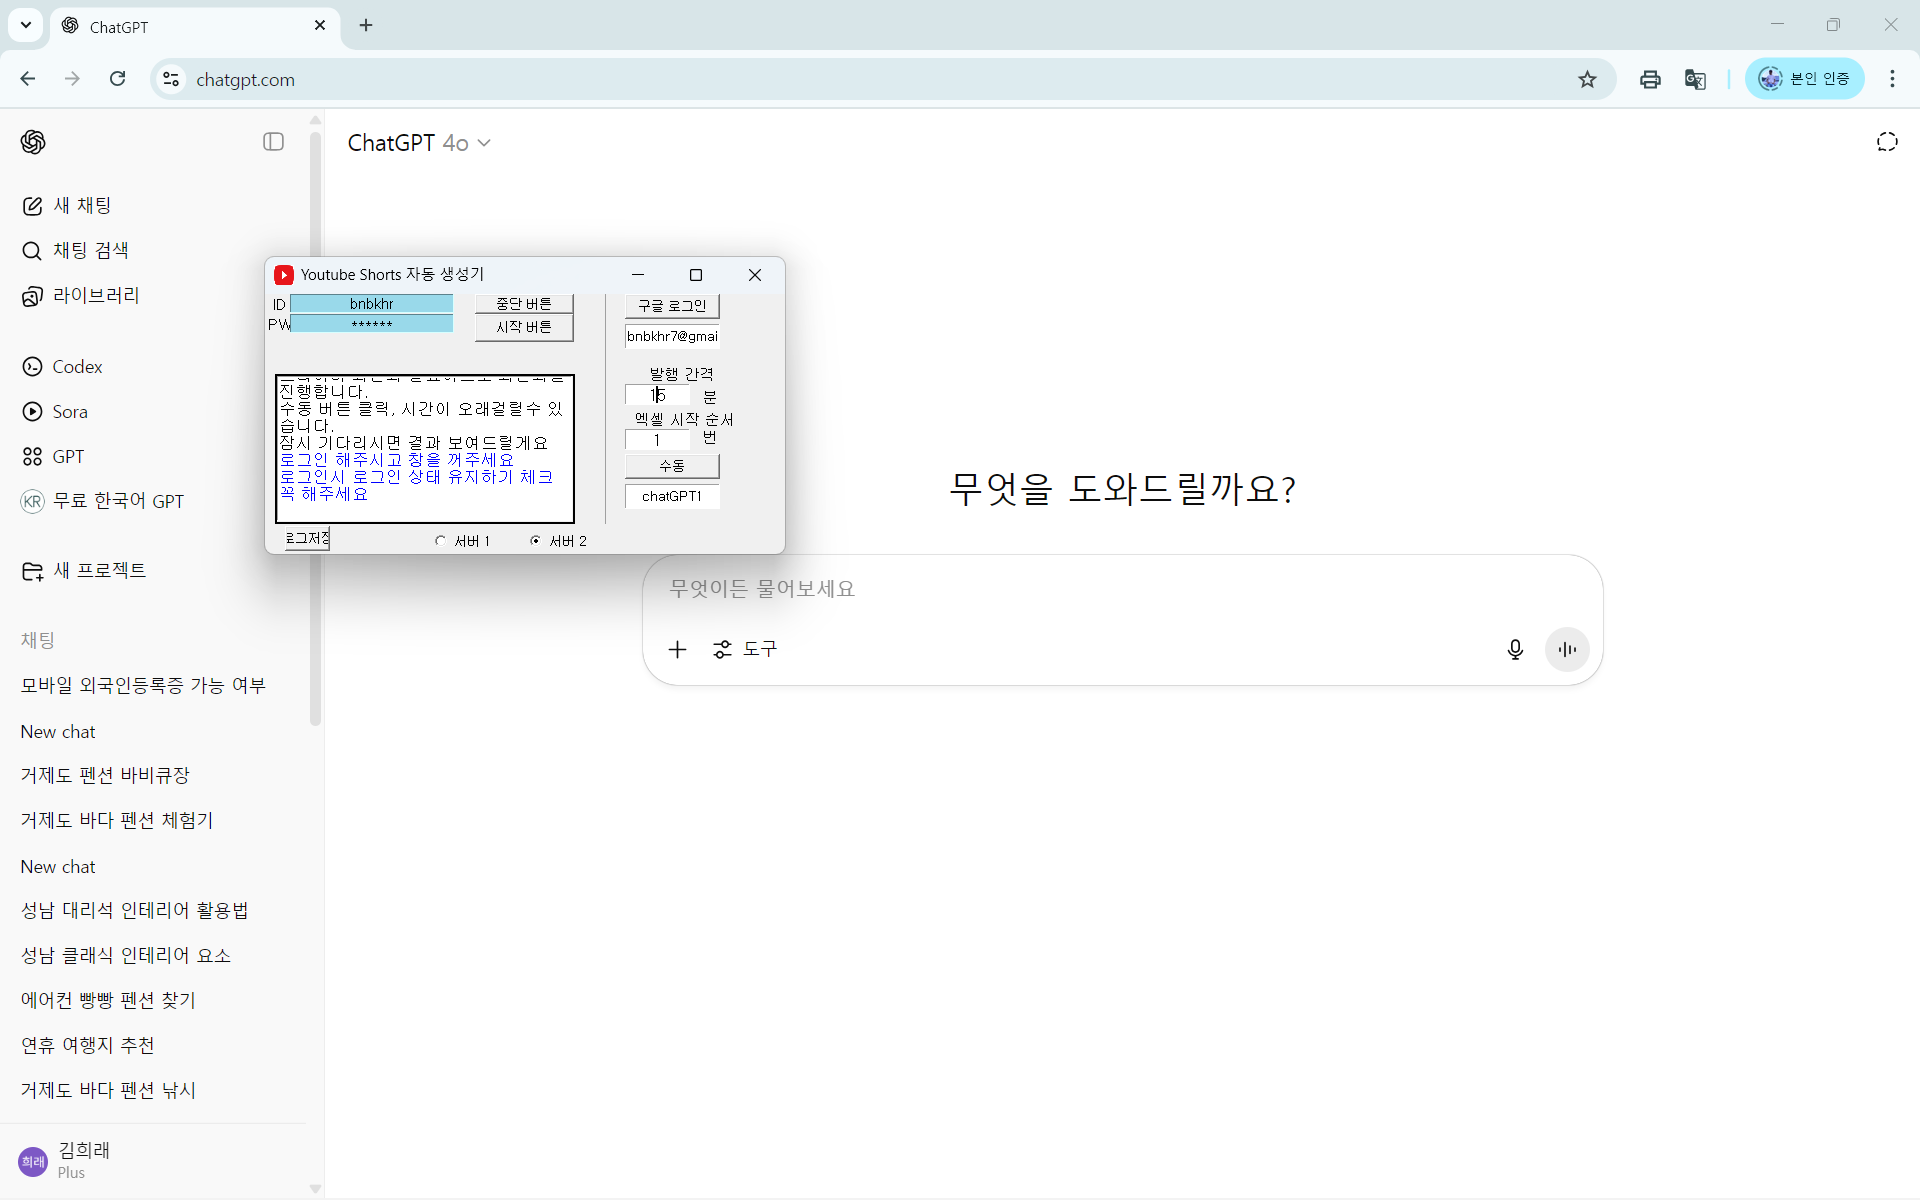 ChatGPT
chatgpt.com
본인 인증
새 채팅
채팅 검색
라이브러리
Codex
Sora
GPT
KR 무료 한국어 GPT
새 프로젝트
채팅
모바일 외국인등록증 가능 여부
New chat
거제도 펜션 바비큐장
거제도 바다 펜션 체험기
New chat
성남 대리석 인테리어 활용법
성남 클래식 인테리어 요소
에어컨 빵빵 펜션 찾기
연휴 여행지 추천
거제도 바다 펜션 낚시
희래 김희래
Plus
ChatGPT 4o
Youtube Shorts 자동 생성기
ID bnbkhr
PW ******
중단 버튼
시작 버튼
진행합니다.
수동 버튼 클릭, 시간이 오래걸릴수 있
습니다.
잠시 기다리시면 결과 보여드릴게요
로그인 해주시고 창을 꺼주세요
로그인시 로그인 상태 유지하기 체크
꼭 해주세요
로그저장
서버 1 서버 2
구글 로그인
bnbkhr7@gmai
발행 간격
15 분
엑셀 시작 순서
1 번
수동
chatGPT1
무엇을 도와드릴까요?
무엇이든 물어보세요
도구